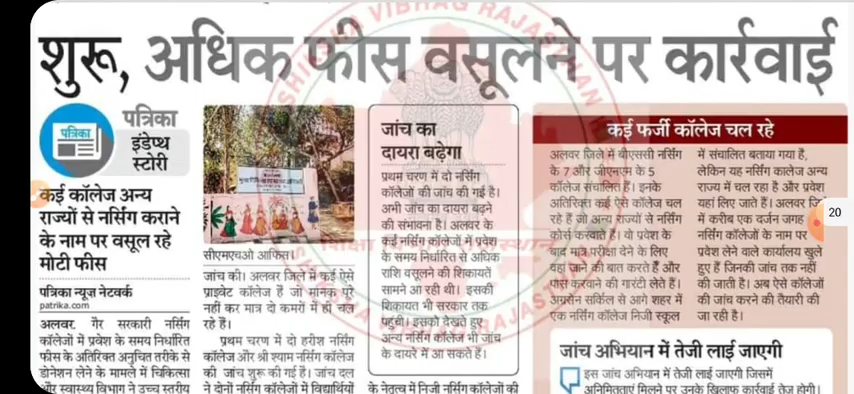 शुरू, अधिक फीस वसूलने पर कार्रवाई
पत्रिका
पत्रिका
इंडेप्थ
स्टोरी
कई कॉलेज अन्य
राज्यों से नर्सिंग कराने
के नाम पर वसूल रहे
मोटी फीस
पत्रिका न्यूज नेटवर्क
patrika.com
अलवर. गैर सरकारी नर्सिंग
कॉलेजों में प्रवेश के समय निर्धारित
फीस के अतिरिक्त अनुचित तरीके से
डोनेशन लेने के मामले में चिकित्सा
और स्वास्थ्य विभाग ने उच्च स्तरीय
सीएमएचओ आफिस।
जांच की। अलवर जिले में कई ऐसे
प्राइवेट कॉलेज हैं जो मानक पूरे
नहीं कर मात्र दो कमरों में ही चल
रहे हैं।
प्रथम चरण में दो हरीश नर्सिंग
कॉलेज और श्री श्याम नर्सिंग कॉलेज
की जांच शुरू की गई है। जांच दल
ने दोनों नर्सिंग कॉलेजों में विद्यार्थियों
जांच का
दायरा बढ़ेगा
प्रथम चरण में दो नर्सिंग
कॉलेजों की जांच की गई है।
अभी जांच का दायरा बढ़ने
की संभावना है। अलवर के
कई नर्सिंग कॉलेजों में प्रवेश
के समय निर्धारित से अधिक
राशि वसूलने की शिकायतें
सामने आ रही थी। इसकी
शिकायत भी सरकार तक
पहुंची। इसको देखते हुए
अन्य नर्सिंग कॉलेज भी जांच
के दायरे में आ सकते हैं।
के नेतृत्व में निजी नर्सिंग कॉलेजों की
कई फर्जी कॉलेज चल रहे
अलवर जिले में बीएससी नर्सिंग
के 7 और जीएनएम के 5
कॉलेज संचालित हैं। इनके
अतिरिक्त कई ऐसे कॉलेज चल
रहे हैं जो अन्य राज्यों से नर्सिंग
कोर्स करवाते हैं। वो प्रवेश के
बाद मात्र परीक्षा देने के लिए
वहां जाने की बात करते हैं और
पास करवाने की गारंटी लेते हैं।
अग्रसेन सर्किल से आगे शहर में
एक नर्सिंग कॉलेज निजी स्कूल
में संचालित बताया गया है,
लेकिन यह नर्सिंग कालेज अन्य
राज्य में चल रहा है और प्रवेश
यहां लिए जाते हैं। अलवर
में करीब एक दर्जन जगह
नर्सिंग कॉलेजों के नाम पर
प्रवेश लेने वाले कार्यालय खुले
हुए हैं जिनकी जांच तक नहीं
की जाती है। अब ऐसे कॉलेजों
की जांच करने की तैयारी की
जा रही है।
20
जांच अभियान में तेजी लाई जाएगी
इस जांच अभियान में तेजी लाई जाएगी जिसमें
अनिमितताएं मिलने पर उनके खिलाफ कार्रवाई तेज होगी।
SHIKSHA VIBHAG RAJASTHAN